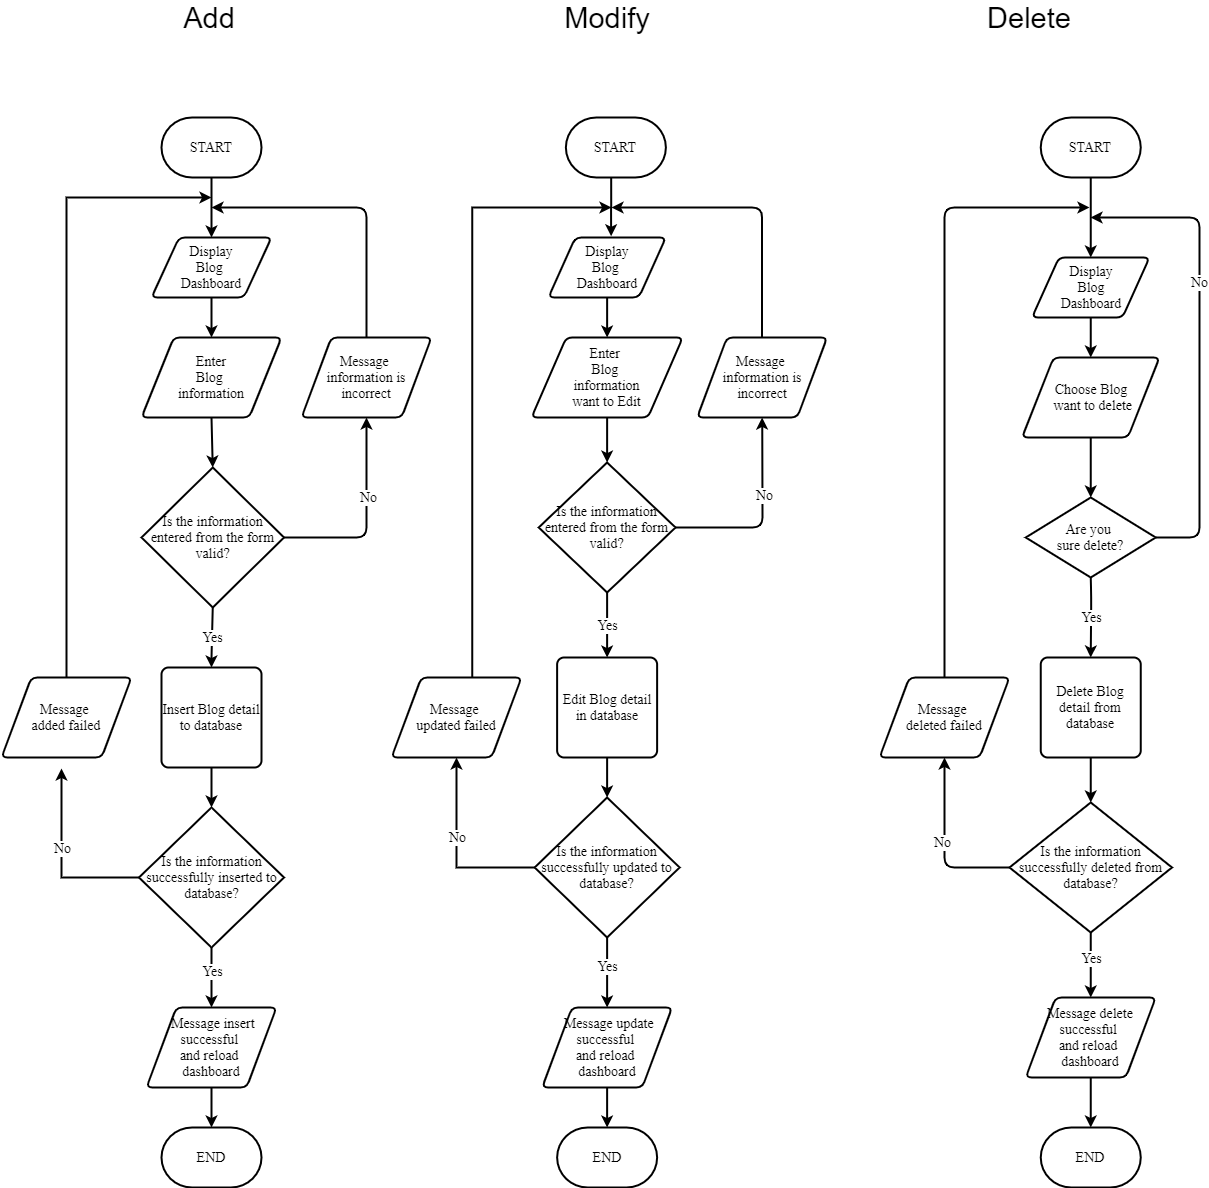 Add
Modify
Delete
START
Display
Blog
Dashboard
Enter
Blog
information
Message
information is
incorrect
No
Is the information
entered from the form
valid?
Yes
Insert Blog detail
to database
Message
added failed
No
Is the information
successfully inserted to
database?
Yes
Message insert
successful
and reload
dashboard
END
START
Display
Blog
Dashboard
Enter
Blog
information
want to Edit
Message
information is
incorrect
No
Is the information
entered from the form
valid?
Yes
Edit Blog detail
in database
Message
updated failed
No
Is the information
successfully updated to
database?
Yes
Message update
successful
and reload
dashboard
END
START
Display
Blog
Dashboard
No
Choose Blog
want to delete
Are you
sure delete?
Yes
Delete Blog
detail from
database
Message
deleted failed
No
Is the information
successfully deleted from
database?
Yes
Message delete
successful
and reload
dashboard
END